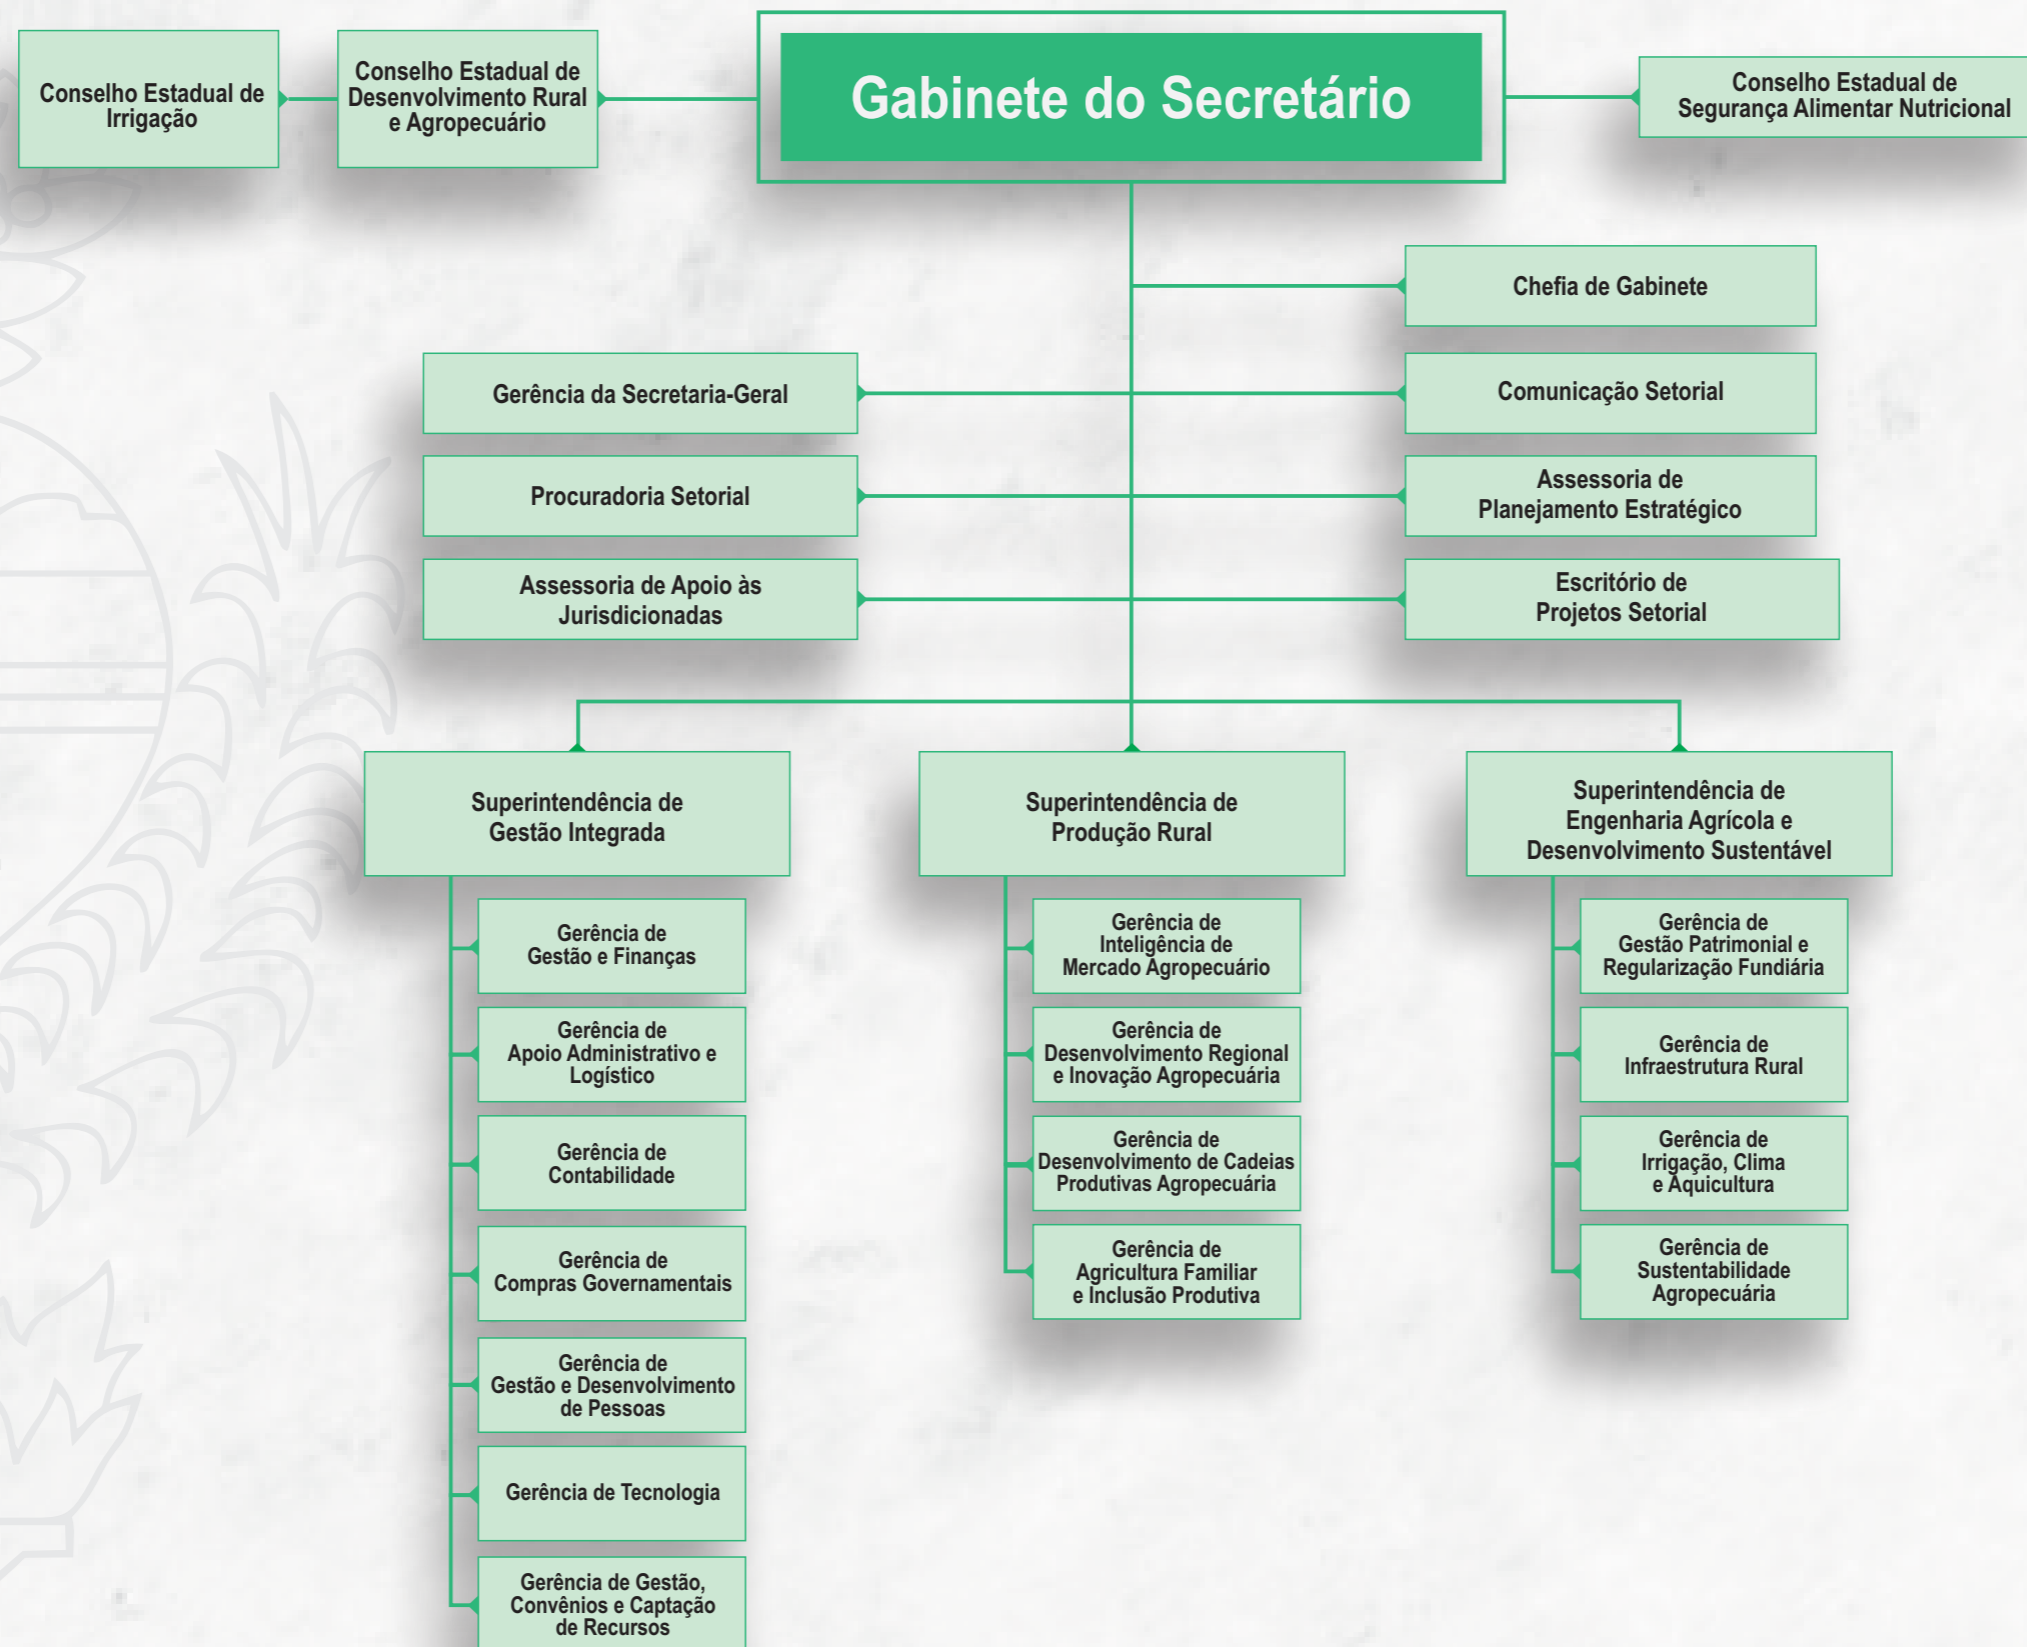 Conselho Estadual de
Irrigação
Conselho Estadual de
Desenvolvimento Rural
e Agropecuário
Gabinete do Secretário
Conselho Estadual de
Segurança Alimentar Nutricional
Chefia de Gabinete
Gerência da Secretaria-Geral
Comunicação Setorial
Procuradoria Setorial
Assessoria de
Planejamento Estratégico
Assessoria de Apoio às
Jurisdicionadas
Escritório de
Projetos Setorial
Superintendência de
Gestão Integrada
Gerência de
Gestão e Finanças
Gerência de
Apoio Administrativo e
Logístico
Gerência de
Contabilidade
Gerência de
Compras Governamentais
Gerência de
Gestão e Desenvolvimento
de Pessoas
Gerência de Tecnologia
Gerência de Gestão,
Convênios e Captação
de Recursos
Superintendência de
Produção Rural
Gerência de
Inteligência de
Mercado Agropecuário
Gerência de
Desenvolvimento Regional
e Inovação Agropecuária
Gerência de
Desenvolvimento de Cadeias
Produtivas Agropecuária
Gerência de
Agricultura Familiar
e Inclusão Produtiva
Superintendência de
Engenharia Agrícola e
Desenvolvimento Sustentável
Gerência de
Gestão Patrimonial e
Regularização Fundiária
Gerência de
Infraestrutura Rural
Gerência de
Irrigação, Clima
e Aquicultura
Gerência de
Sustentabilidade
Agropecuária